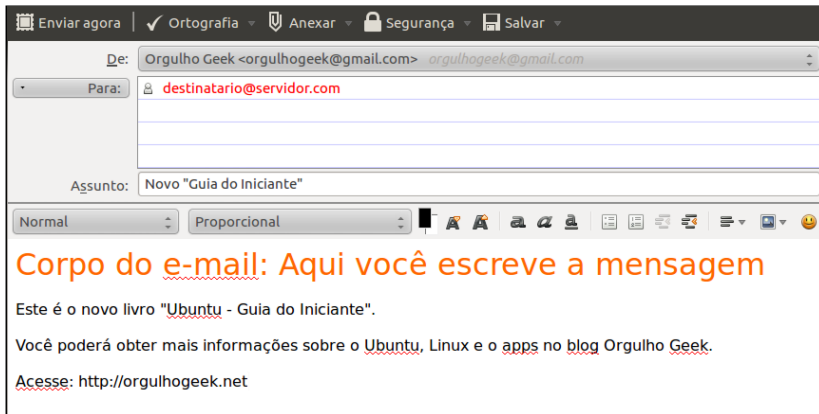 Enviar agora Ortografia Anexar Segurança Salvar
De: Orgulho Geek <orgulhogeek@gmail.com> orgulhogeek@gmail.com
Para: destinatario@servidor.com
Assunto: Novo "Guia do Iniciante"
Normal Proporcional A A a a a
Corpo do e-mail: Aqui você escreve a mensagem
Este é o novo livro "Ubuntu - Guia do Iniciante".
Você poderá obter mais informações sobre o Ubuntu, Linux e o apps no blog Orgulho Geek.
Acesse: http://orgulhogeek.net